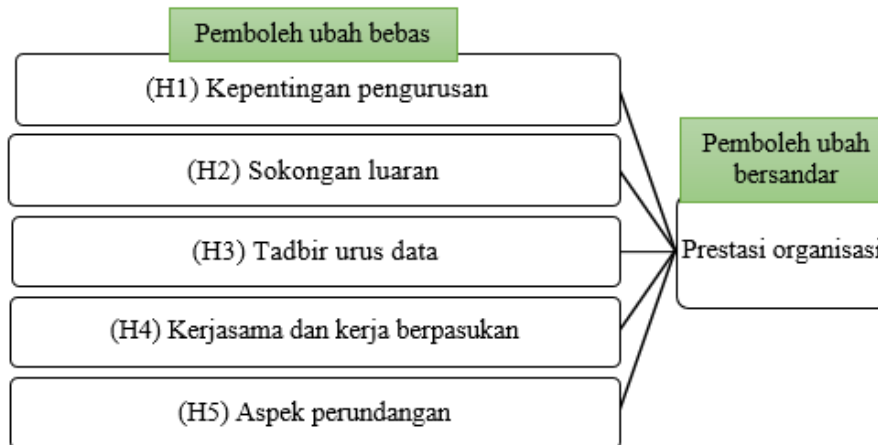 Pemboleh ubah bebas
(H1) Kepentingan pengurusan
(H2) Sokongan luaran
(H3) Tadbir urus data
(H4) Kerjasama dan kerja berpasukan
(H5) Aspek perundangan
Pemboleh ubah
bersandar
Prestasi organisasi